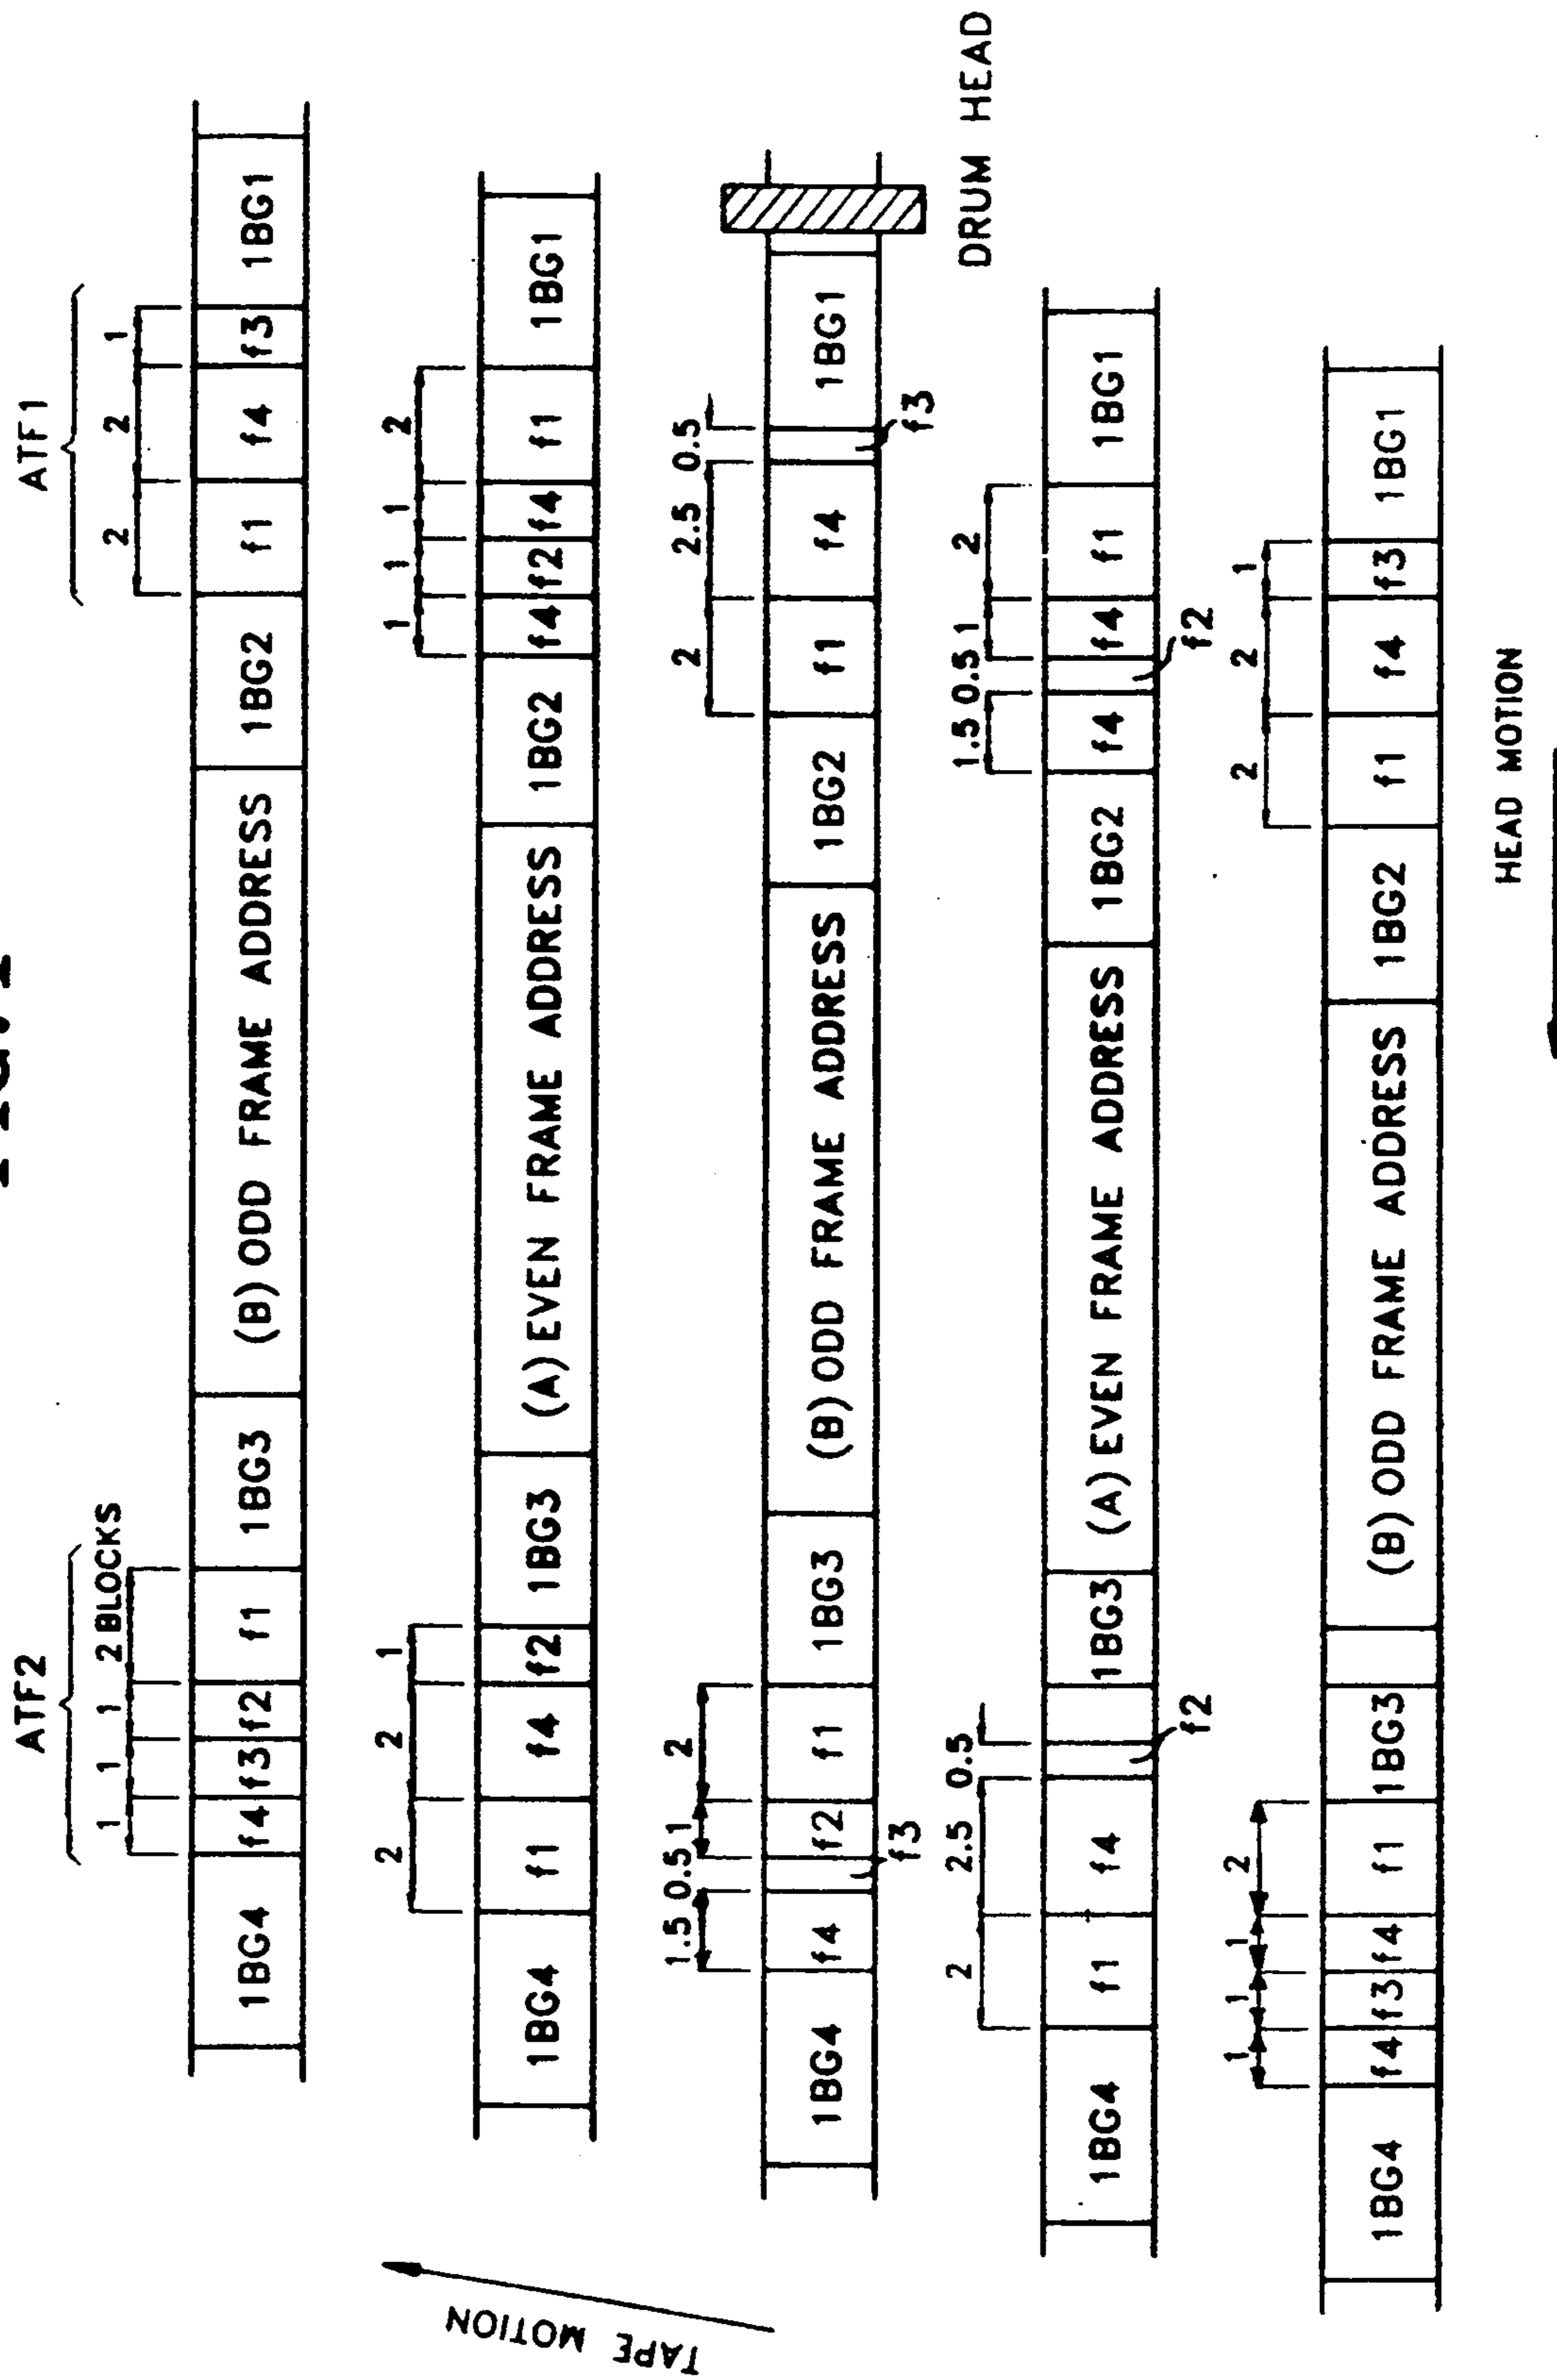 ATF2 ATF1
1 1 1 2 BLOCKS 2 2 1
1BG4 f4 f3 f2 f1 1BG3 (B) ODD FRAME ADDRESS 1BG2 f1 f4 f3 1BG1
2 2 1 1 1 1 2
1BG4 f1 f4 f2 1BG3 (A) EVEN FRAME ADDRESS 1BG2 f4 f2 f4 f1 1BG1
TAPE MOTION
1.5 0.5 1 2 2 2.5 0.5
1BG4 f4 f2 f1 1BG3 (B) ODD FRAME ADDRESS 1BG2 f1 f4 1BG1
f3 f3
DRUM HEAD
2 2.5 0.5 1.5 0.5 1 2
1BG4 f1 f4 1BG3 (A) EVEN FRAME ADDRESS 1BG2 f4 f4 f1 1BG1
f2 f2
1 1 1 2 2 2 1
1BG4 f4 f3 f4 f1 1BG3 (B) ODD FRAME ADDRESS 1BG2 f1 f4 f3 1BG1
HEAD MOTION